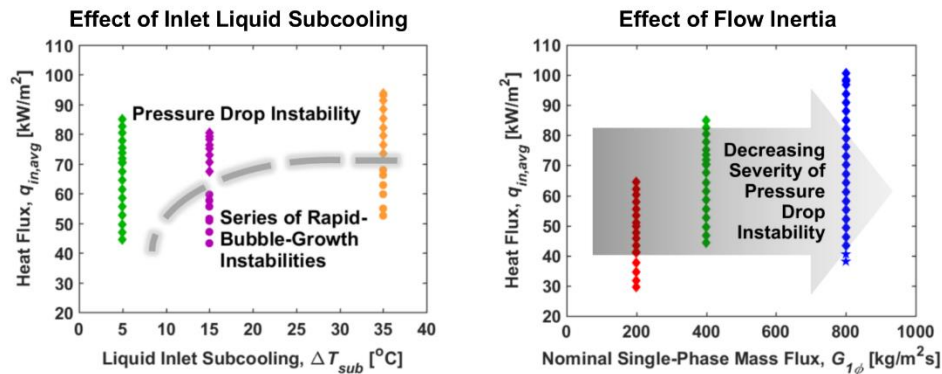 Effect of Inlet Liquid Subcooling
110
100
90
80
70
60
50
40
30
20
0 5 10 15 20 25 30 35 40
Heat Flux, q_in,avg [kW/m²]
Pressure Drop Instability
Series of Rapid-
Bubble-Growth
Instabilities
Liquid Inlet Subcooling, ΔT_sub [°C]
Effect of Flow Inertia
110
100
90
80
70
60
50
40
30
20
0 200 400 600 800 1000
Heat Flux, q_in,avg [kW/m²]
Decreasing
Severity of
Pressure
Drop
Instability
Nominal Single-Phase Mass Flux, G_1ϕ [kg/m²s]